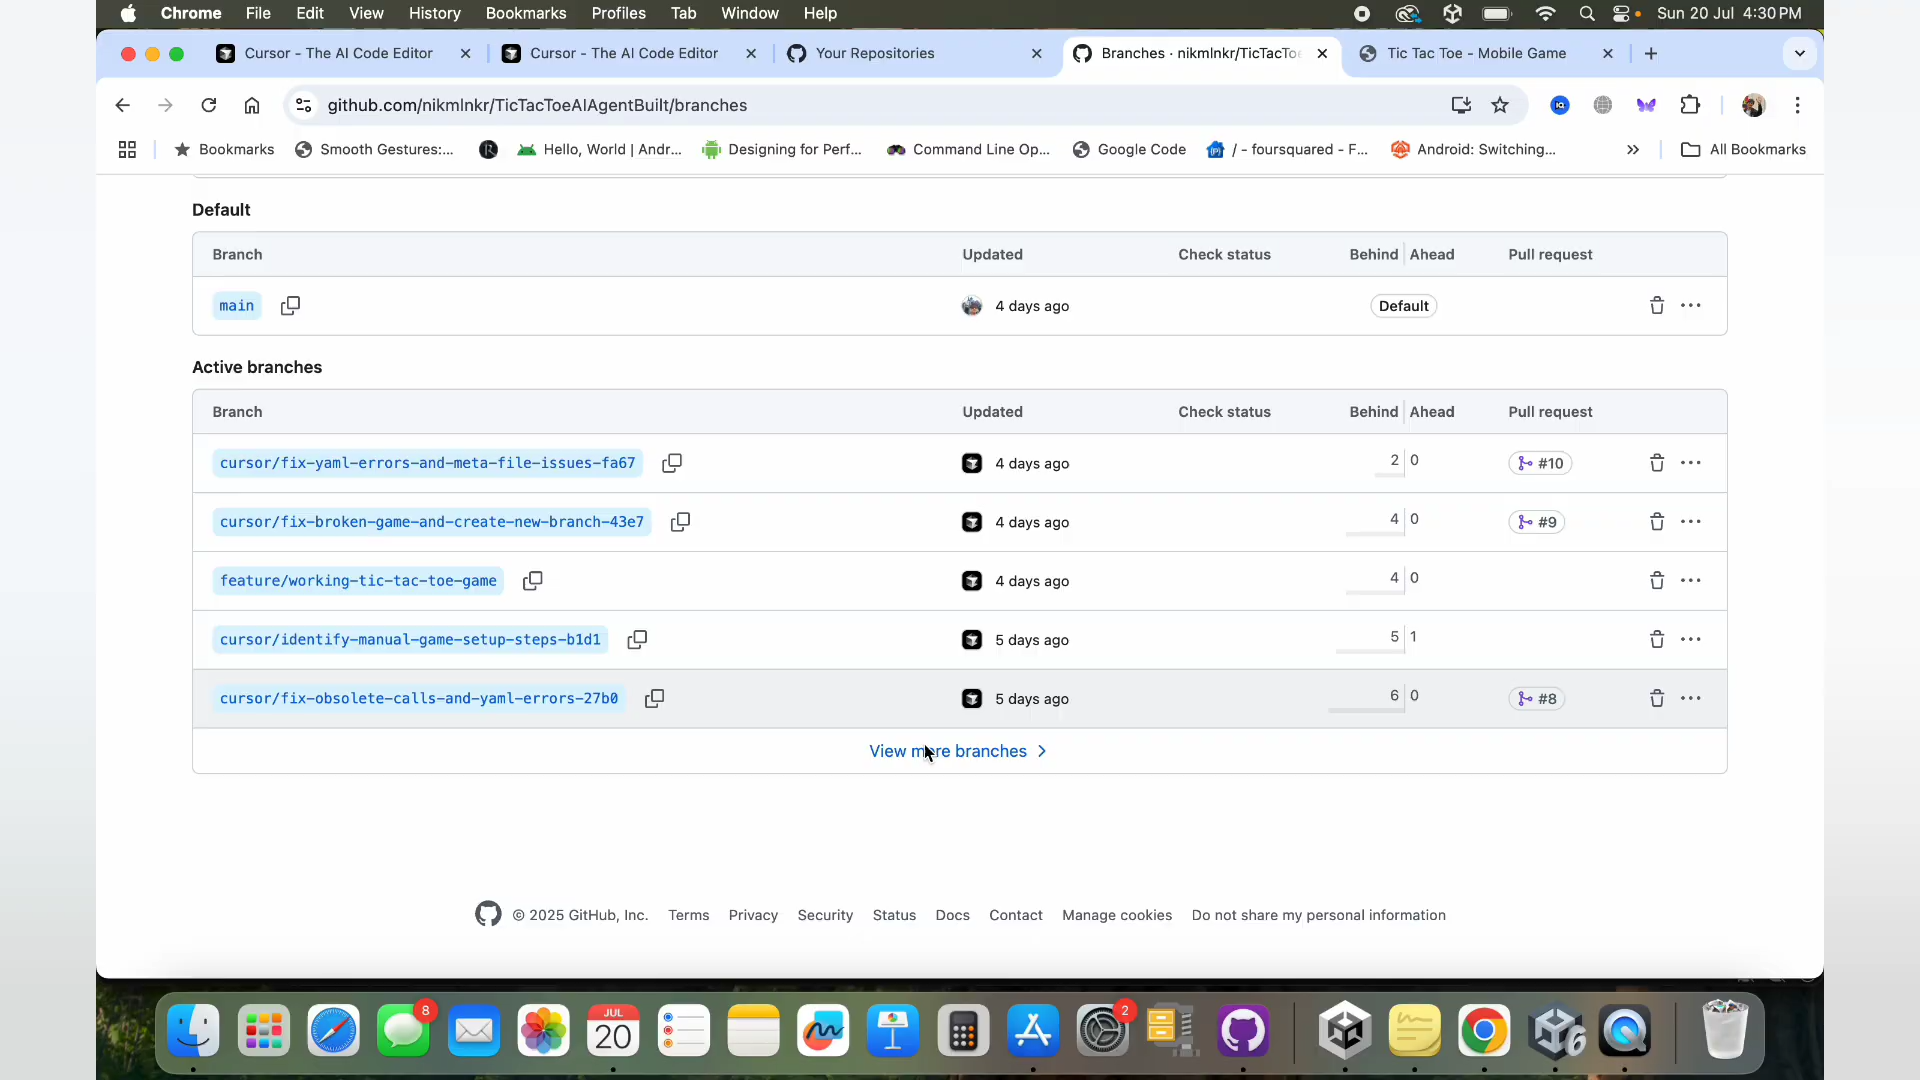 Chrome File Edit View History Bookmarks Profiles Tab Window Help Sun 20 Jul 4:30 PM
Cursor - The AI Code Editor Cursor - The AI Code Editor Your Repositories Branches · nikmlnkr/TicTacToe Tic Tac Toe - Mobile Game
github.com/nikmlnkr/TicTacToeAIAgentBuilt/branches
Bookmarks Smooth Gestures:... Hello, World | Andr... Designing for Perf... Command Line Op... Google Code / - foursquared - F... Android: Switching... All Bookmarks
Default
Branch Updated Check status Behind Ahead Pull request
main 4 days ago Default
Active branches
Branch Updated Check status Behind Ahead Pull request
cursor/fix-yaml-errors-and-meta-file-issues-fa67 4 days ago 2 0 #10
cursor/fix-broken-game-and-create-new-branch-43e7 4 days ago 4 0 #9
feature/working-tic-tac-toe-game 4 days ago 4 0
cursor/identify-manual-game-setup-steps-b1d1 5 days ago 5 1
cursor/fix-obsolete-calls-and-yaml-errors-27b0 5 days ago 6 0 #8
View more branches
© 2025 GitHub, Inc. Terms Privacy Security Status Docs Contact Manage cookies Do not share my personal information
8 JUL 20 2 6